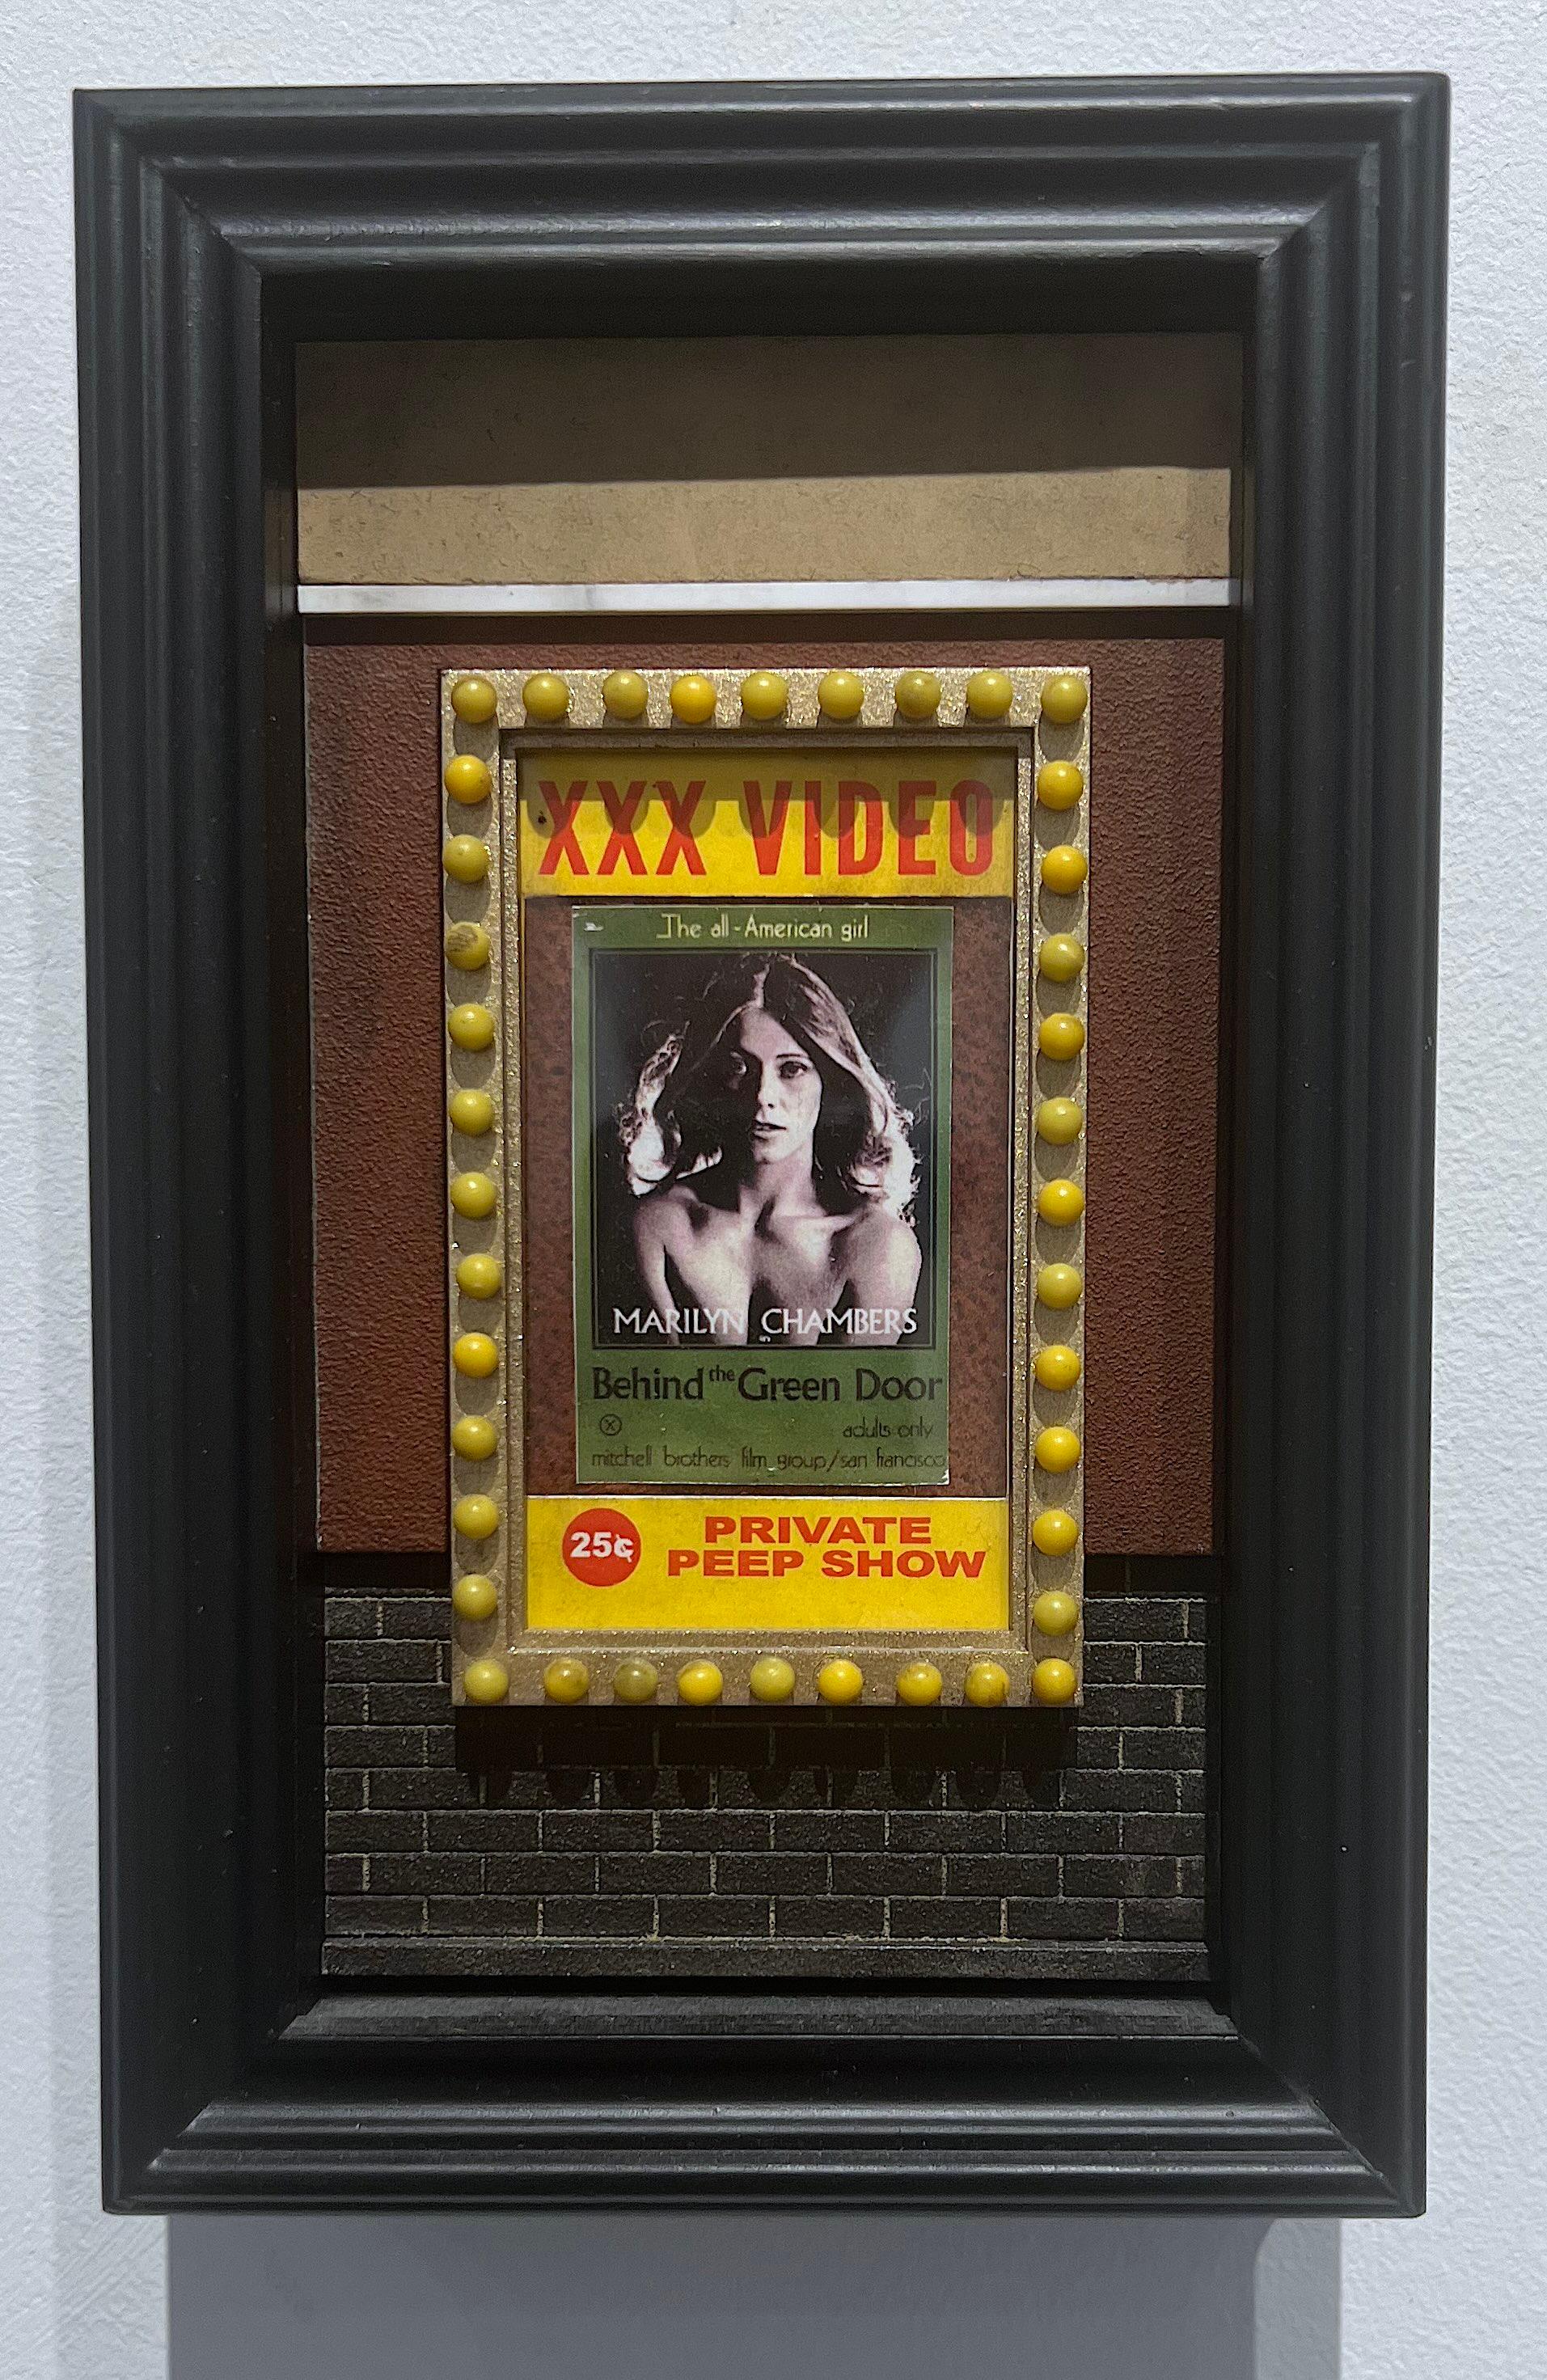 XXX VIDEO
The all-American girl
MARILYN CHAMBERS
in
Behind the Green Door
X adults only
mitchell brothers film group/san francisco
25¢ PRIVATE
PEEP SHOW